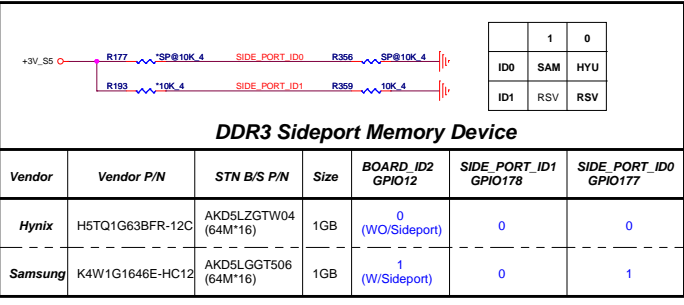 1 0
+3V_S5 R177 *SP@10K_4 SIDE_PORT_ID0 R356 SP@10K_4
ID0 SAM HYU
R193 *10K_4 SIDE_PORT_ID1 R359 10K_4
ID1 RSV RSV
DDR3 Sideport Memory Device
Vendor Vendor P/N STN B/S P/N Size BOARD_ID2 SIDE_PORT_ID1 SIDE_PORT_ID0
GPIO12 GPIO178 GPIO177
Hynix H5TQ1G63BFR-12C AKD5LZGTW04 1GB 0 0 0
(64M*16) (WO/Sideport)
Samsung K4W1G1646E-HC12 AKD5LGGT506 1GB 1 0 1
(64M*16) (W/Sideport)